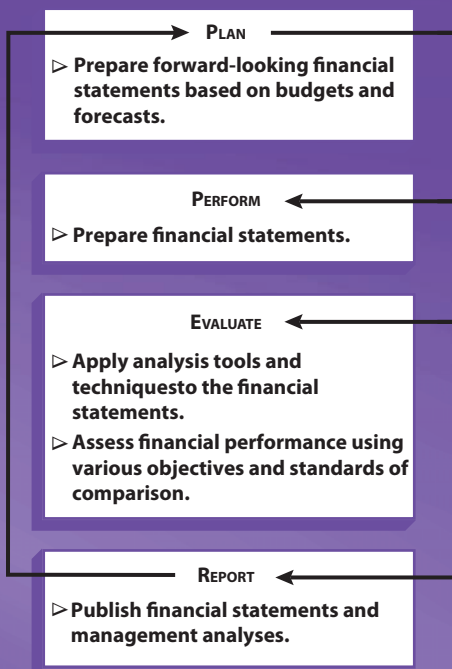 PLAN
▷ Prepare forward-looking financial
statements based on budgets and
forecasts.
PERFORM
▷ Prepare financial statements.
EVALUATE
▷ Apply analysis tools and
techniquesto the financial
statements.
▷ Assess financial performance using
various objectives and standards of
comparison.
REPORT
▷ Publish financial statements and
management analyses.